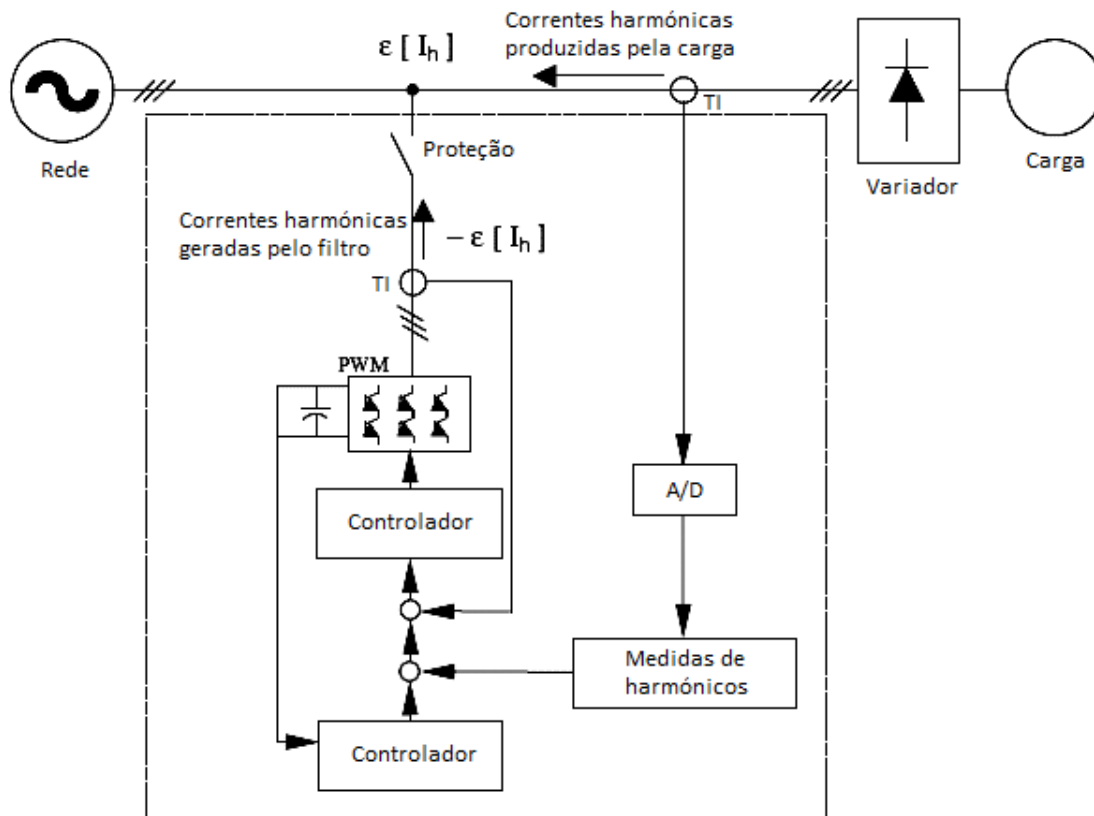 Correntes harmónicas
produzidas pela carga
ε [ Iₕ ]
TI
Rede
Proteção
Variador
Carga
Correntes harmónicas
geradas pelo filtro
– ε [ Iₕ ]
TI
PWM
A/D
Controlador
Medidas de
harmónicos
Controlador